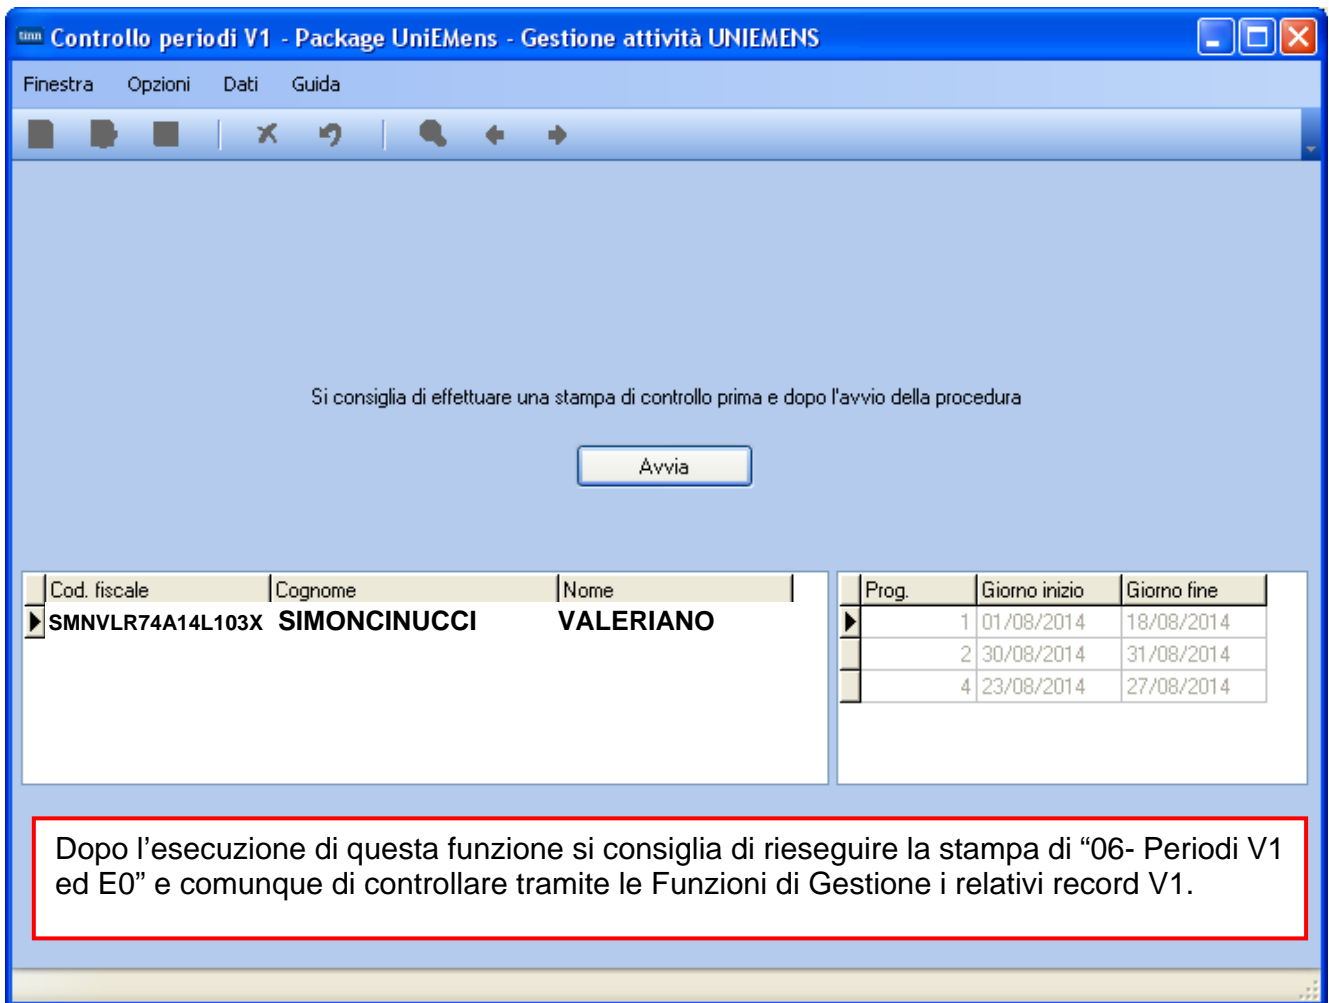 tinn Controllo periodi V1 - Package UniEMens - Gestione attività UNIEMENS
Finestra Opzioni Dati Guida
Si consiglia di effettuare una stampa di controllo prima e dopo l'avvio della procedura
Avvia
Cod. fiscale Cognome Nome
SMNVLR74A14L103X SIMONCINUCCI VALERIANO
Prog. Giorno inizio Giorno fine
1 01/08/2014 18/08/2014
2 30/08/2014 31/08/2014
4 23/08/2014 27/08/2014
Dopo l’esecuzione di questa funzione si consiglia di rieseguire la stampa di “06- Periodi V1
ed E0” e comunque di controllare tramite le Funzioni di Gestione i relativi record V1.